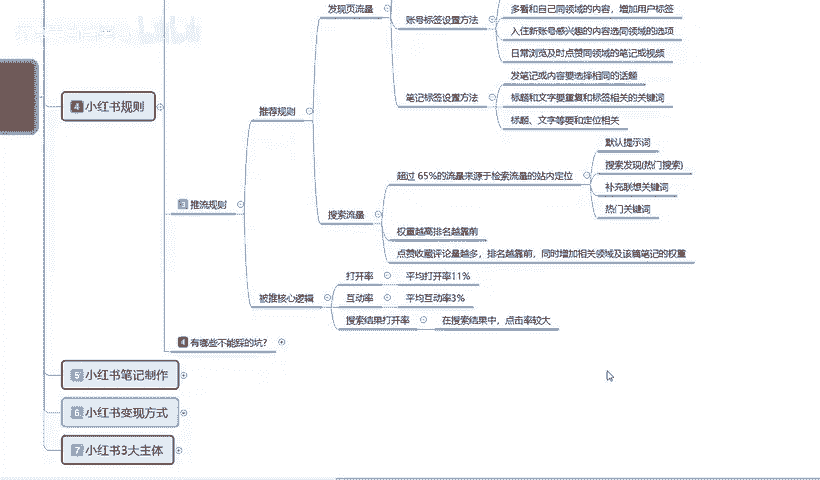 发现页流量
账号标签设置方法
多看和自己同领域的内容，增加用户标签
入住新账号感兴趣的内容选同领域的选项
日常浏览及时点赞同领域的笔记或视频
笔记标签设置方法
发笔记或内容要选择相同的话题
标题和文字要重复和标签相关的关键词
标题、文字等要和定位相关
4 小红书规则
推荐规则
3 推流规则
搜索流量
超过 65%的流量来源于检索流量的站内定位
默认提示词
搜索发现(热门搜索)
补充联想关键词
热门关键词
权重越高排名越靠前
点赞收藏评论量越多，排名越靠前，同时增加相关领域及该篇笔记的权重
被推核心逻辑
打开率
平均打开率11%
互动率
平均互动率3%
搜索结果打开率
在搜索结果中，点击率较大
4 有哪些不能踩的坑？
5 小红书笔记制作
6 小红书变现方式
7 小红书3大主体